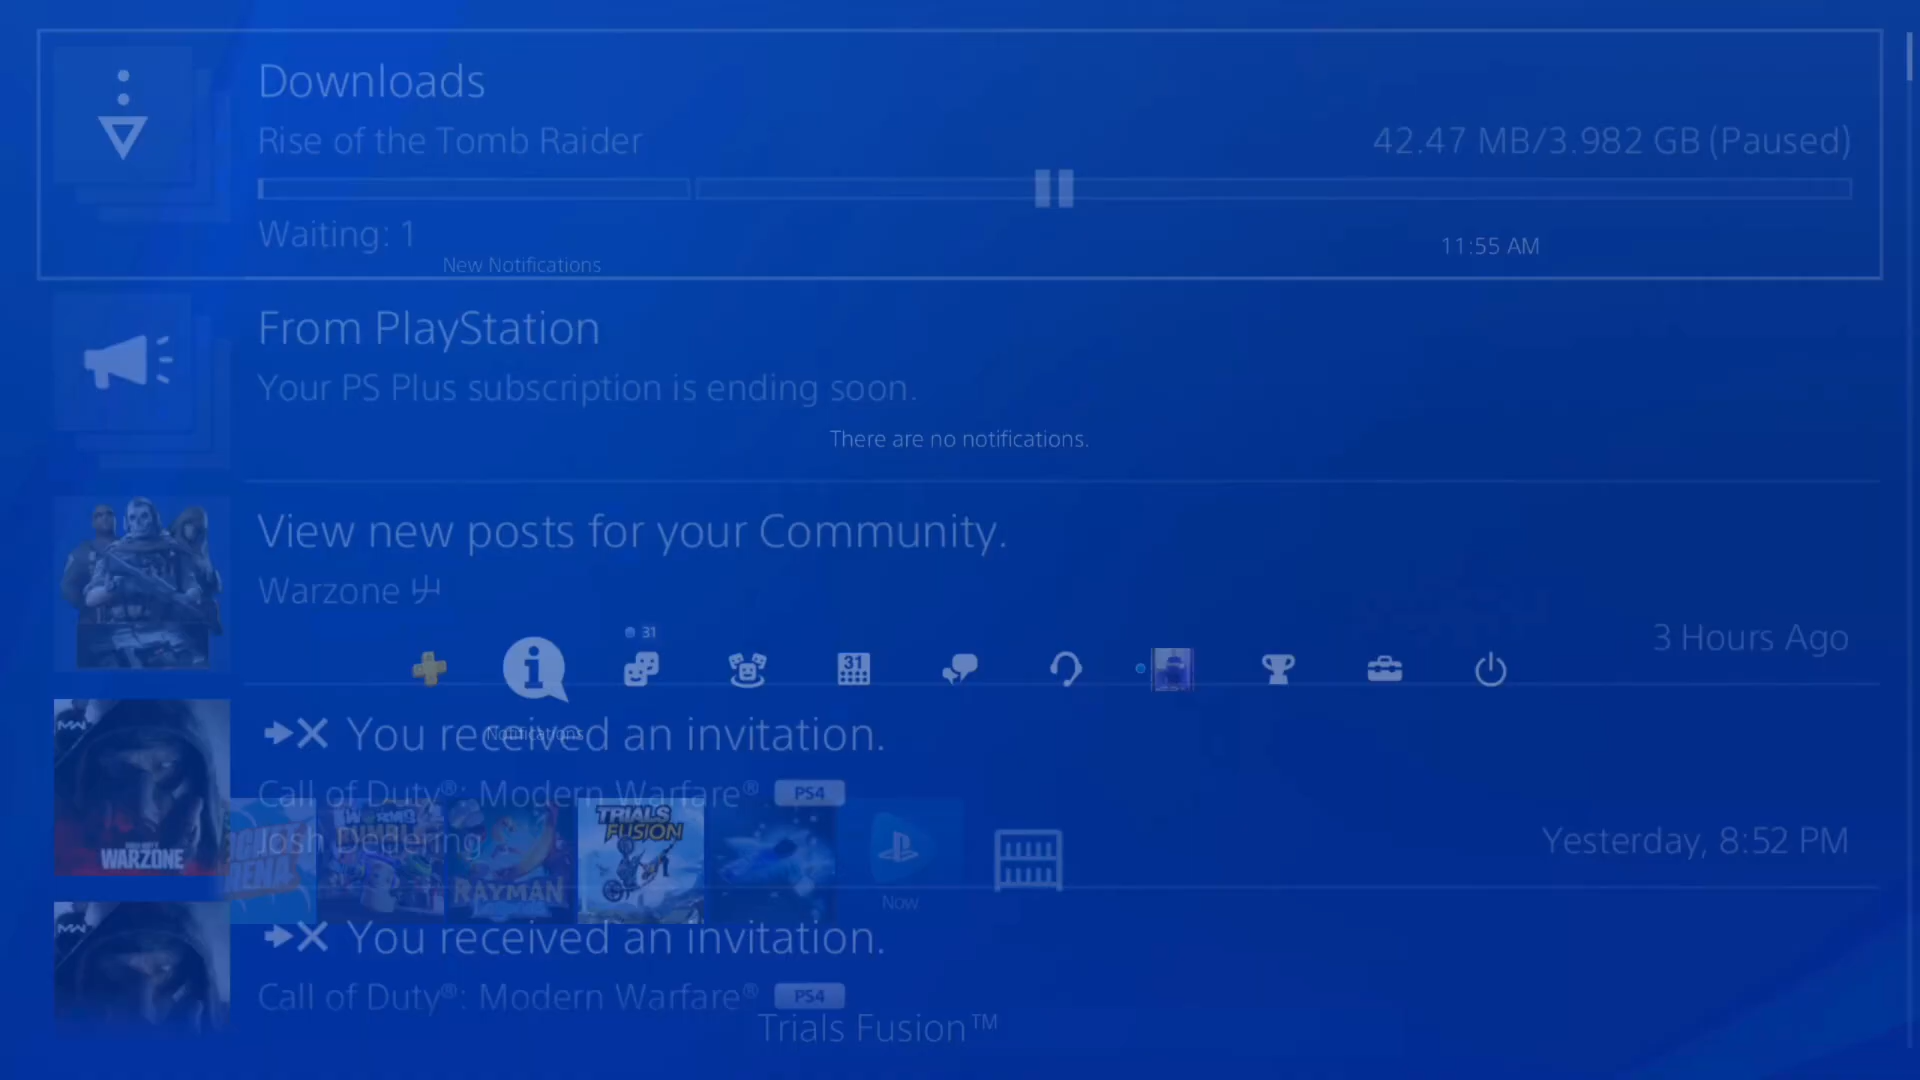 Downloads
Rise of the Tomb Raider
42.47 MB/3.982 GB (Paused)
Waiting: 1
11:55 AM
New Notifications
From PlayStation
Your PS Plus subscription is ending soon.
There are no notifications.
View new posts for your Community.
Warzone
31
3 Hours Ago
31
You received an invitation.
Notifications
Call of Duty®: Modern Warfare® PS4
Josh Dedering
Yesterday, 8:52 PM
WARZONE
TRIALS
FUSION
RAYMAN
Now
You received an invitation.
Call of Duty®: Modern Warfare® PS4
Trials Fusion™